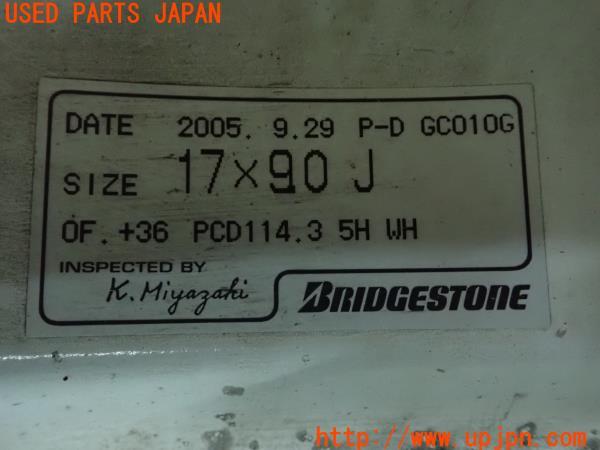 USED PARTS JAPAN
DATE 2005. 9.29 P-D GC010G
SIZE 17×9.0 J
OF. +36 PCD114.3 5H WH
INSPECTED BY
K. Miyazaki
BRIDGESTONE
http://www.upjpn.com/